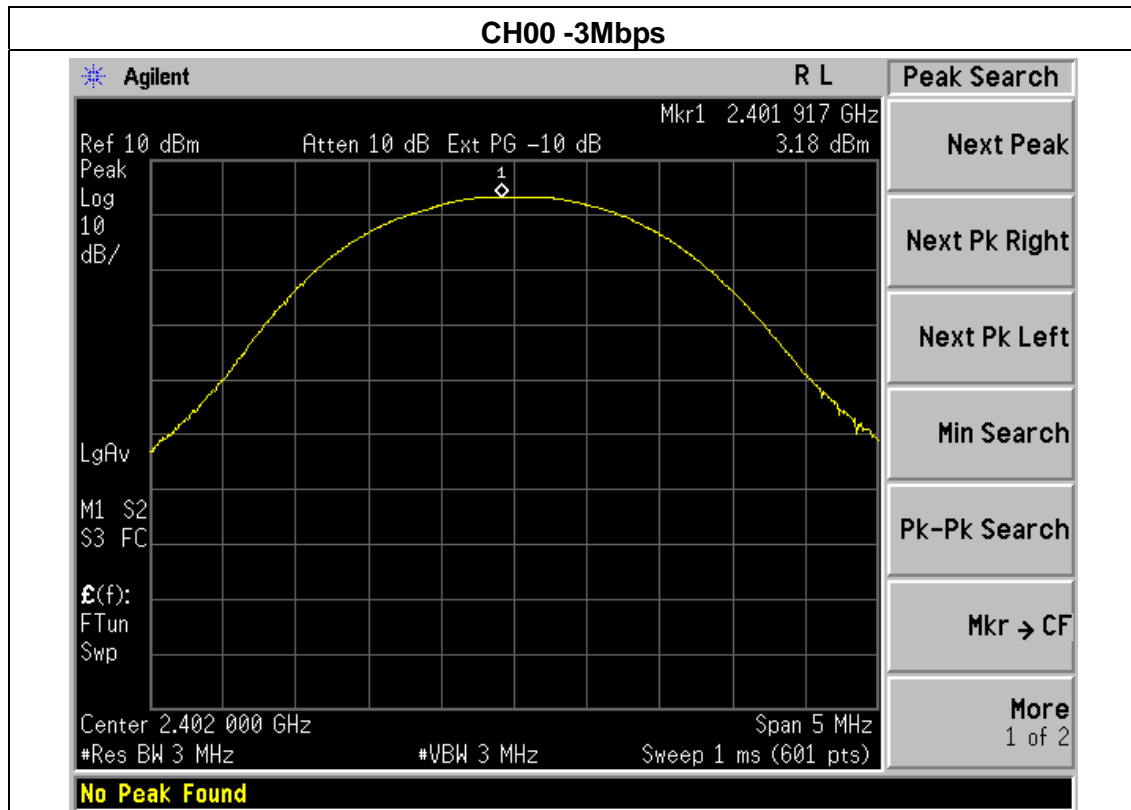 CH00 -3Mbps
Agilent R L Peak Search
Mkr1 2.401 917 GHz
Ref 10 dBm Atten 10 dB Ext PG -10 dB 3.18 dBm
Peak
Log
10
dB/
1
LgAv
M1 S2
S3 FC
£(f):
FTun
Swp
Center 2.402 000 GHz Span 5 MHz
#Res BW 3 MHz #VBW 3 MHz Sweep 1 ms (601 pts)
No Peak Found
Next Peak
Next Pk Right
Next Pk Left
Min Search
Pk-Pk Search
Mkr → CF
More
1 of 2